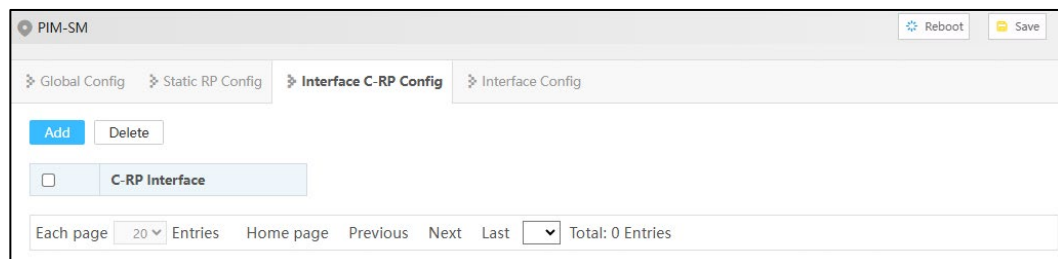 PIM-SM Reboot Save
Global Config Static RP Config Interface C-RP Config Interface Config
Add Delete
C-RP Interface
Each page 20 Entries Home page Previous Next Last Total: 0 Entries